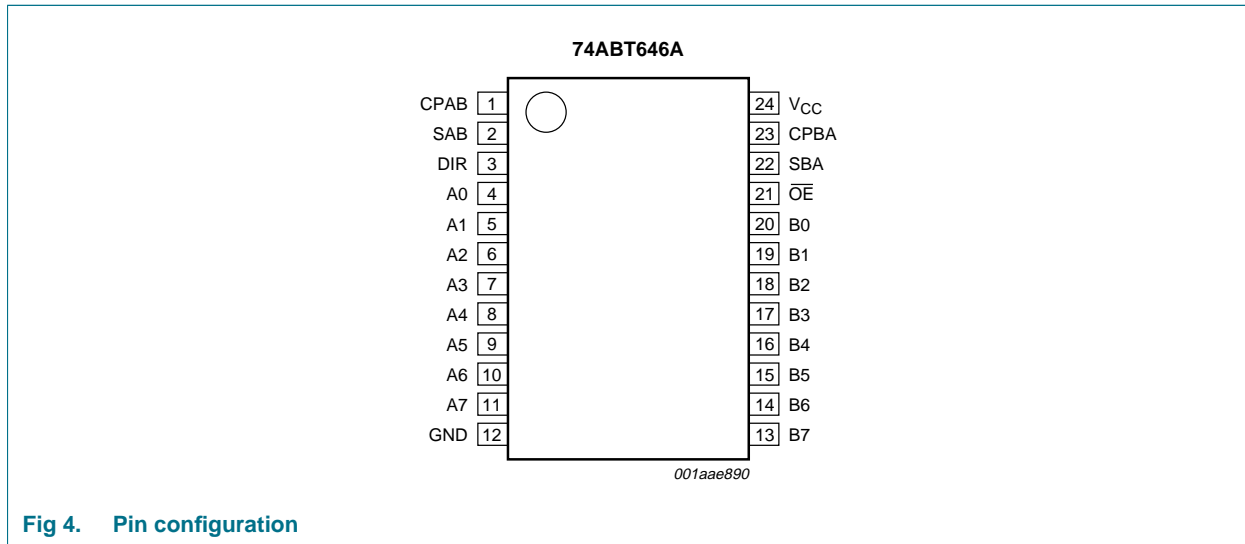 74ABT646A
CPAB 1 24 VCC
SAB 2 23 CPBA
DIR 3 22 SBA
A0 4 21 O̅E̅
A1 5 20 B0
A2 6 19 B1
A3 7 18 B2
A4 8 17 B3
A5 9 16 B4
A6 10 15 B5
A7 11 14 B6
GND 12 13 B7
001aae890
Fig 4. Pin configuration